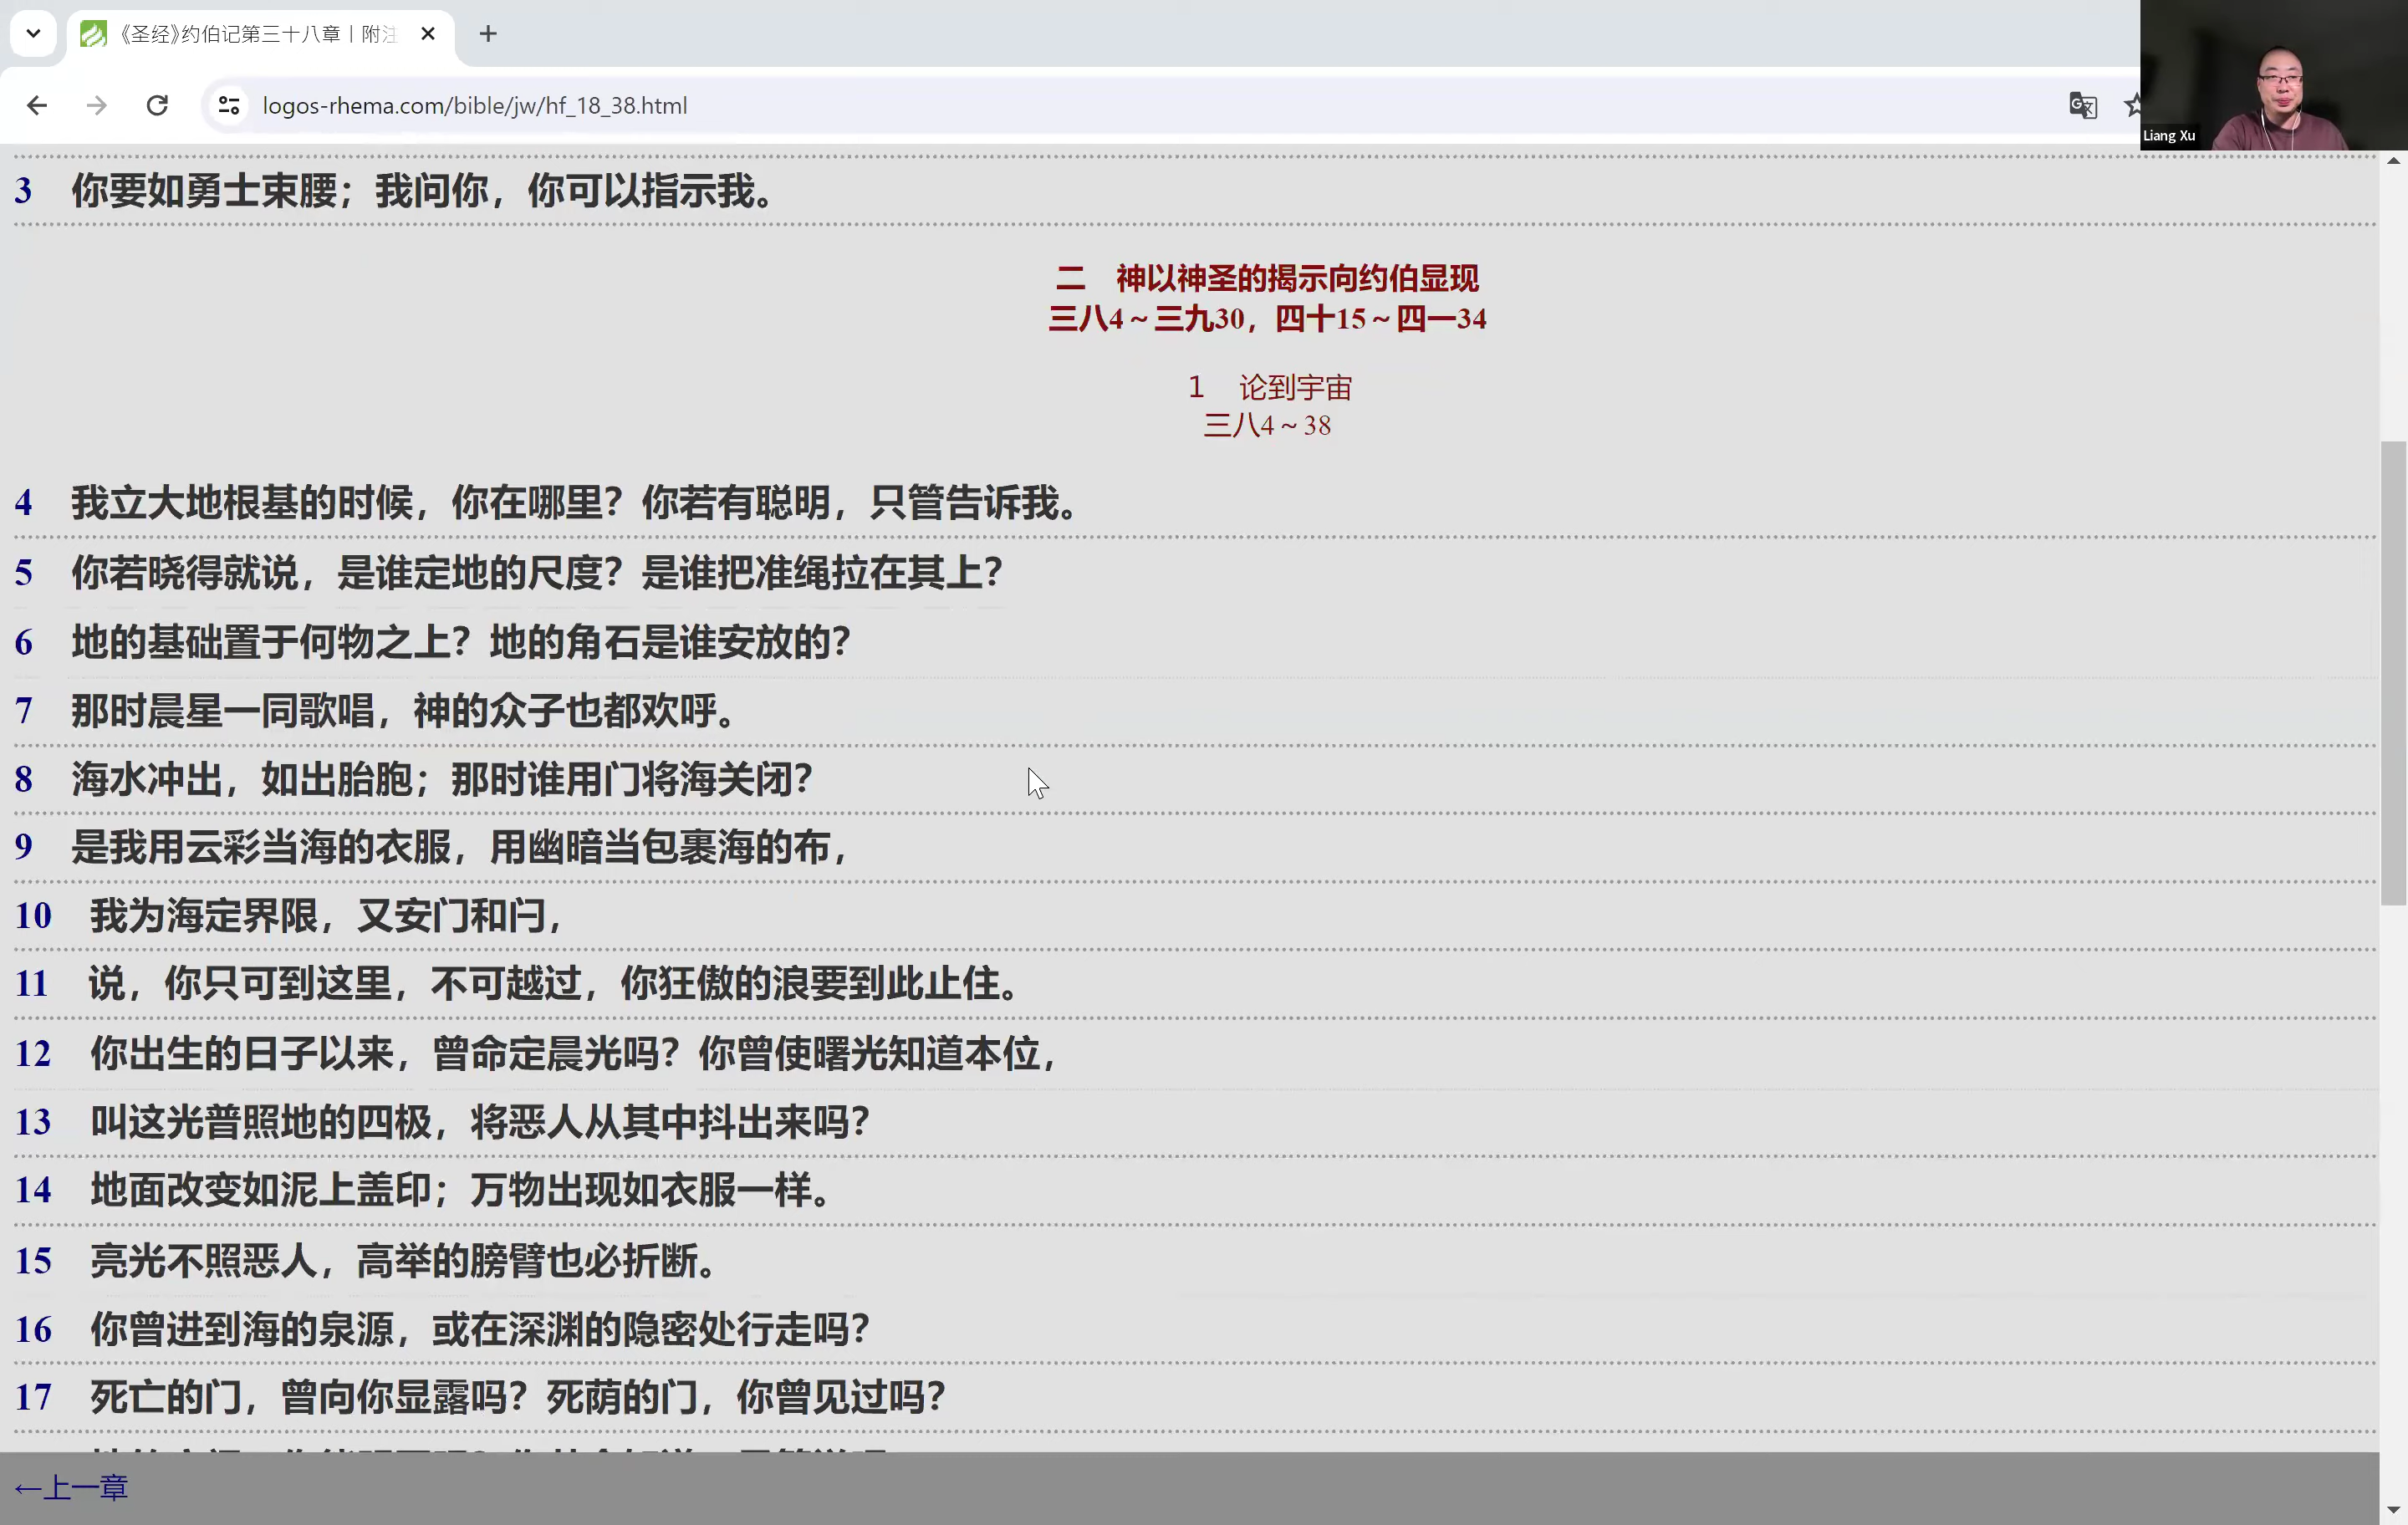 《圣经》约伯记第三十八章｜附
logos-rhema.com/bible/jw/hf_18_38.html
Liang Xu
3 你要如勇士束腰；我问你，你可以指示我。
二 神以神圣的揭示向约伯显现
三八4～三九30，四十15～四一34
1 论到宇宙
三八4～38
4 我立大地根基的时候，你在哪里？你若有聪明，只管告诉我。
5 你若晓得就说，是谁定地的尺度？是谁把准绳拉在其上？
6 地的基础置于何物之上？地的角石是谁安放的？
7 那时晨星一同歌唱，神的众子也都欢呼。
8 海水冲出，如出胎胞；那时谁用门将海关闭？
9 是我用云彩当海的衣服，用幽暗当包裹海的布，
10 我为海定界限，又安门和闩，
11 说，你只可到这里，不可越过，你狂傲的浪要到此止住。
12 你出生的日子以来，曾命定晨光吗？你曾使曙光知道本位，
13 叫这光普照地的四极，将恶人从其中抖出来吗？
14 地面改变如泥上盖印；万物出现如衣服一样。
15 亮光不照恶人，高举的膀臂也必折断。
16 你曾进到海的泉源，或在深渊的隐密处行走吗？
17 死亡的门，曾向你显露吗？死荫的门，你曾见过吗？
←上一章